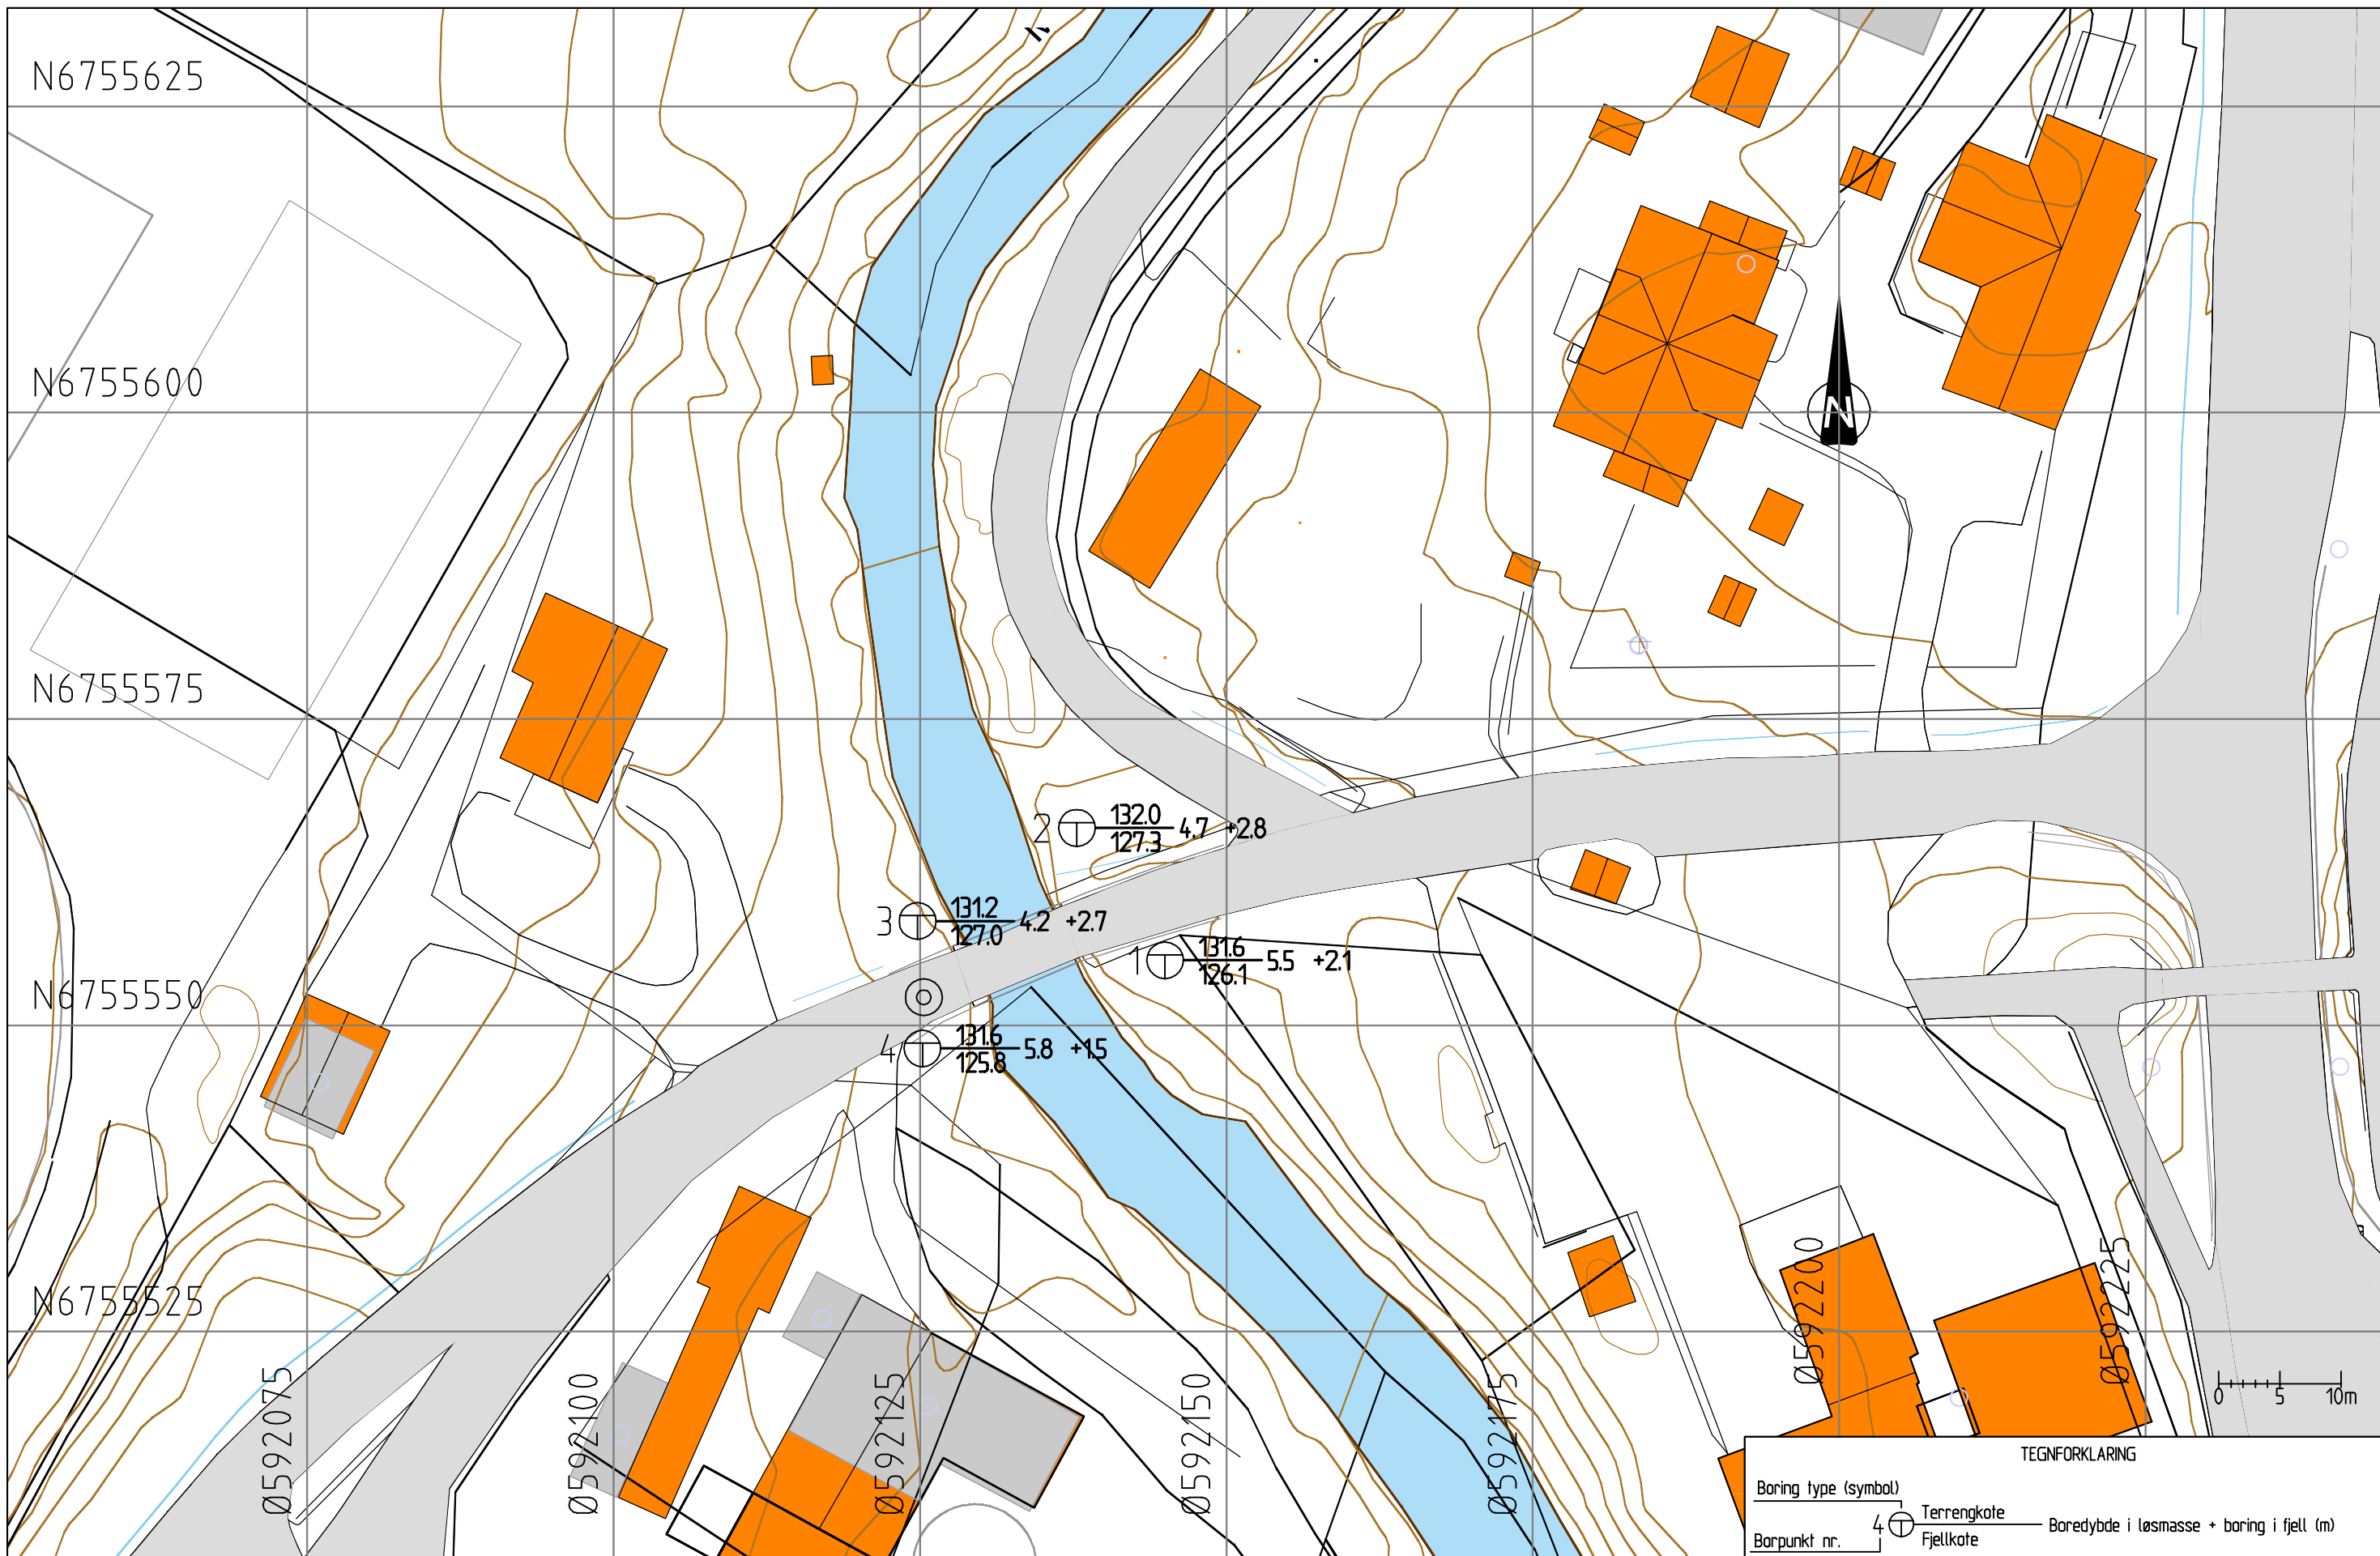 N6755625
N6755600
N
N6755575
2 132.0 4.7 +2.8
127.3
3 131.2 4.2 +2.7
127.0
1 131.6 5.5 +2.1
126.1
N6755550
4 131.6 5.8 +1.5
125.8
N6755525
Ø592075
Ø592100
Ø592125
Ø592150
Ø592175
Ø592200
Ø592225
0 5 10m
TEGNFORKLARING
Boring type (symbol)
4 Terrengkote
Boredybde i løsmasse + boring i fjell (m)
Borpunkt nr.
Fjellkote